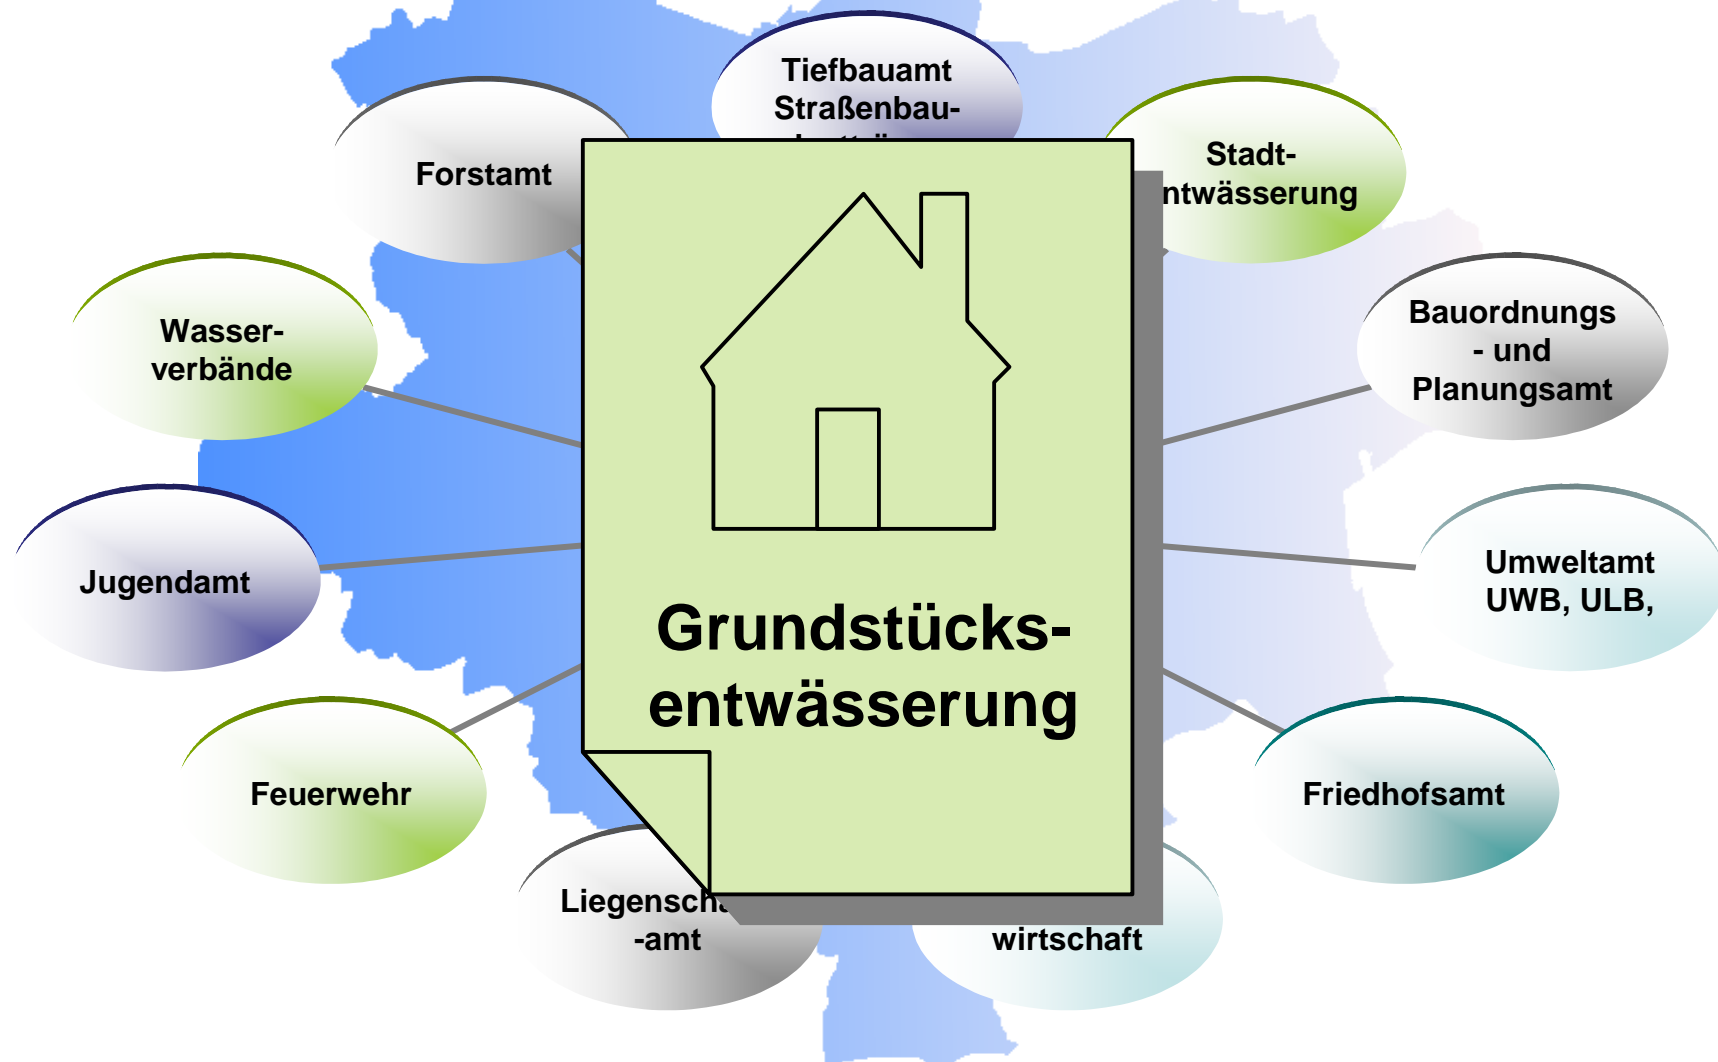 Tiefbauamt
Straßenbau-
Forstamt
Stadt-
ntwässerung
Wasser-
verbände
Bauordnungs
- und
Planungsamt
Jugendamt
Umweltamt
UWB, ULB,
Grundstücks-
entwässerung
Feuerwehr
Friedhofsamt
Liegenscha
-amt
wirtschaft